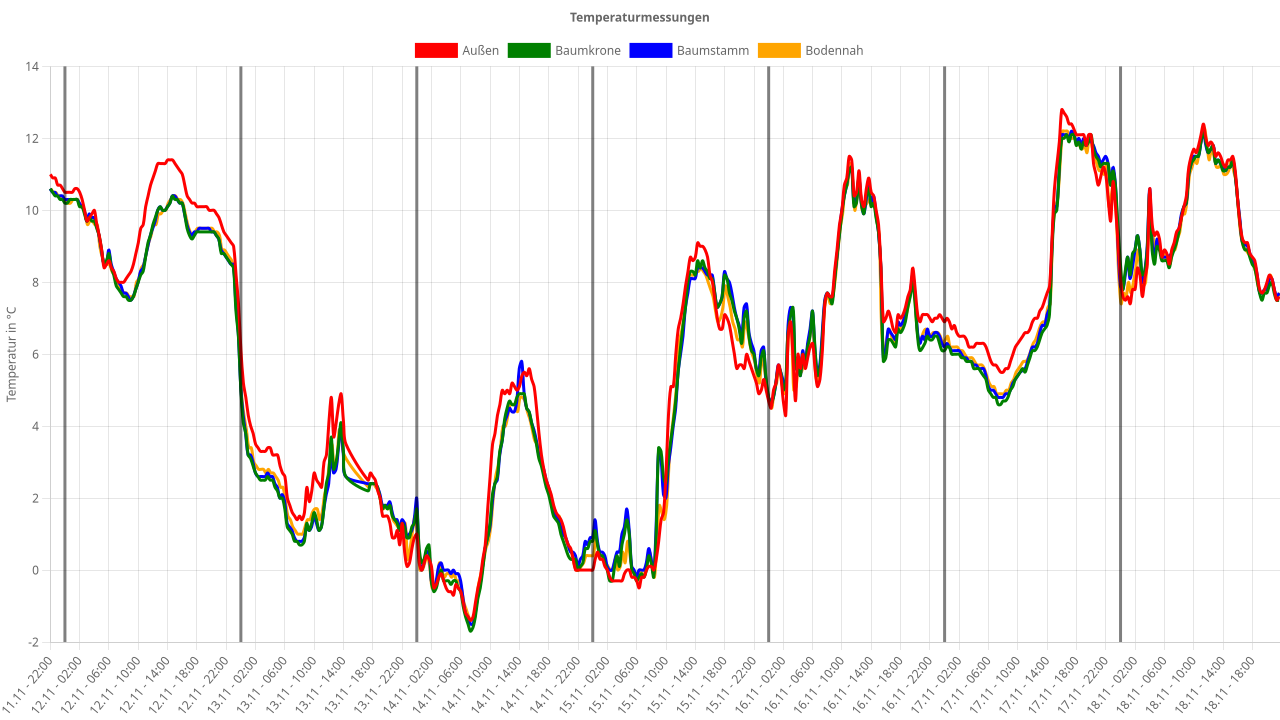 Temperaturmessungen
Außen Baumkrone Baumstamm Bodennah
Temperatur in °C
14
12
10
8
6
4
2
0
-2
11.11 - 22:00
12.11 - 02:00
12.11 - 06:00
12.11 - 10:00
12.11 - 14:00
12.11 - 18:00
12.11 - 22:00
13.11 - 02:00
13.11 - 06:00
13.11 - 10:00
13.11 - 14:00
13.11 - 18:00
13.11 - 22:00
14.11 - 02:00
14.11 - 06:00
14.11 - 10:00
14.11 - 14:00
14.11 - 18:00
14.11 - 22:00
15.11 - 02:00
15.11 - 06:00
15.11 - 10:00
15.11 - 14:00
15.11 - 18:00
15.11 - 22:00
16.11 - 02:00
16.11 - 06:00
16.11 - 10:00
16.11 - 14:00
16.11 - 18:00
16.11 - 22:00
17.11 - 02:00
17.11 - 06:00
17.11 - 10:00
17.11 - 14:00
17.11 - 18:00
17.11 - 22:00
18.11 - 02:00
18.11 - 06:00
18.11 - 10:00
18.11 - 14:00
18.11 - 18:00